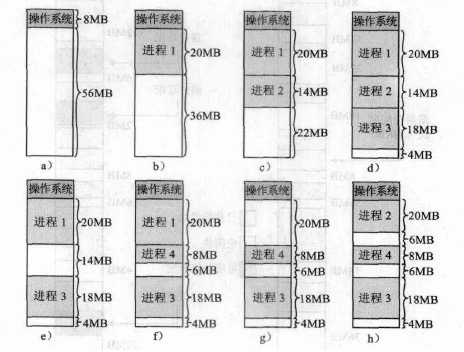 操作系统 8MB
56MB
a)
操作系统
进程 1 20MB
36MB
b)
操作系统
进程 1 20MB
进程 2 14MB
22MB
c)
操作系统
进程 1 20MB
进程 2 14MB
进程 3 18MB
4MB
d)
操作系统
进程 1 20MB
14MB
进程 3 18MB
4MB
e)
操作系统
进程 1 20MB
进程 4 8MB
6MB
进程 3 18MB
4MB
f)
操作系统
20MB
进程 4 8MB
6MB
进程 3 18MB
4MB
g)
操作系统
进程 2 20MB
6MB
进程 4 8MB
6MB
进程 3 18MB
4MB
h)